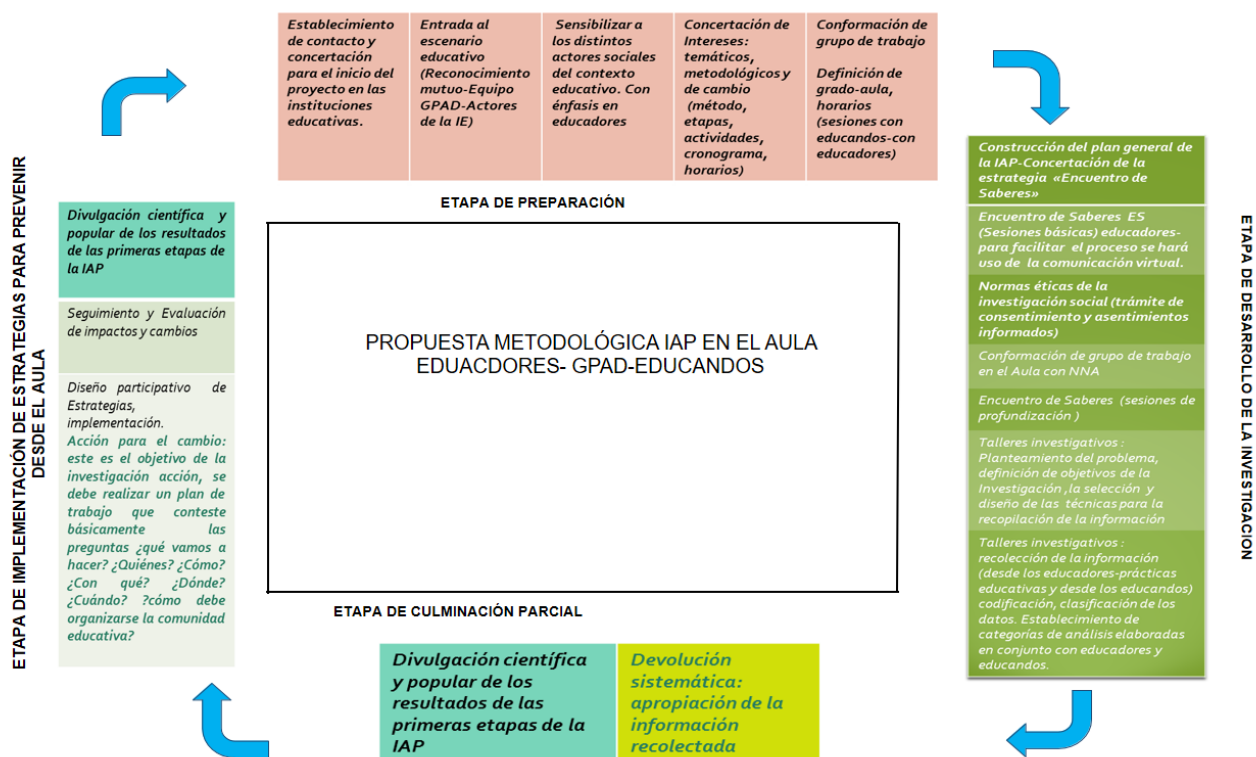 Establecimiento
de contacto y
concertación
para el inicio del
proyecto en las
instituciones
educativas.
Entrada al
escenario
educativo
(Reconocimiento
mutuo-Equipo
GPAD-Actores
de la IE)
Sensibilizar a
los distintos
actores sociales
del contexto
educativo. Con
énfasis en
educadores
Concertación de
Intereses:
temáticos,
metodológicos y
de cambio
(método,
etapas,
actividades,
cronograma,
horarios)
Conformación de
grupo de trabajo
Definición de
grado-aula,
horarios
(sesiones con
educandos-con
educadores)
ETAPA DE PREPARACIÓN
Construcción del plan general de
la IAP-Concertación de la
estrategia «Encuentro de
Saberes»
Encuentro de Saberes ES
(Sesiones básicas) educadores-
para facilitar el proceso se hará
uso de la comunicación virtual.
Normas éticas de la
investigación social (trámite de
consentimiento y asentimientos
informados)
Conformación de grupo de trabajo
en el Aula con NNA
Encuentro de Saberes (sesiones de
profundización )
Talleres investigativos :
Planteamiento del problema,
definición de objetivos de la
Investigación ,la selección y
diseño de las técnicas para la
recopilación de la información
Talleres investigativos :
recolección de la información
(desde los educadores-prácticas
educativas y desde los educandos)
codificación, clasificación de los
datos. Establecimiento de
categorías de análisis elaboradas
en conjunto con educadores y
educandos.
ETAPA DE DESARROLLO DE LA INVESTIGACION
PROPUESTA METODOLÓGICA IAP EN EL AULA
EDUACDORES- GPAD-EDUCANDOS
ETAPA DE CULMINACIÓN PARCIAL
Divulgación científica
y popular de los
resultados de las
primeras etapas de la
IAP
Devolución
sistemática:
apropiación de la
información
recolectada
ETAPA DE IMPLEMENTACIÓN DE ESTRATEGIAS PARA PREVENIR
DESDE EL AULA
Divulgación científica y
popular de los resultados
de las primeras etapas de
la IAP
Seguimiento y Evaluación
de impactos y cambios
Diseño participativo de
Estrategias,
implementación.
Acción para el cambio:
este es el objetivo de la
investigación acción, se
debe realizar un plan de
trabajo que conteste
básicamente las
preguntas ¿qué vamos a
hacer? ¿Quiénes? ¿Cómo?
¿Con qué? ¿Dónde?
¿Cuándo? ?cómo debe
organizarse la comunidad
educativa?